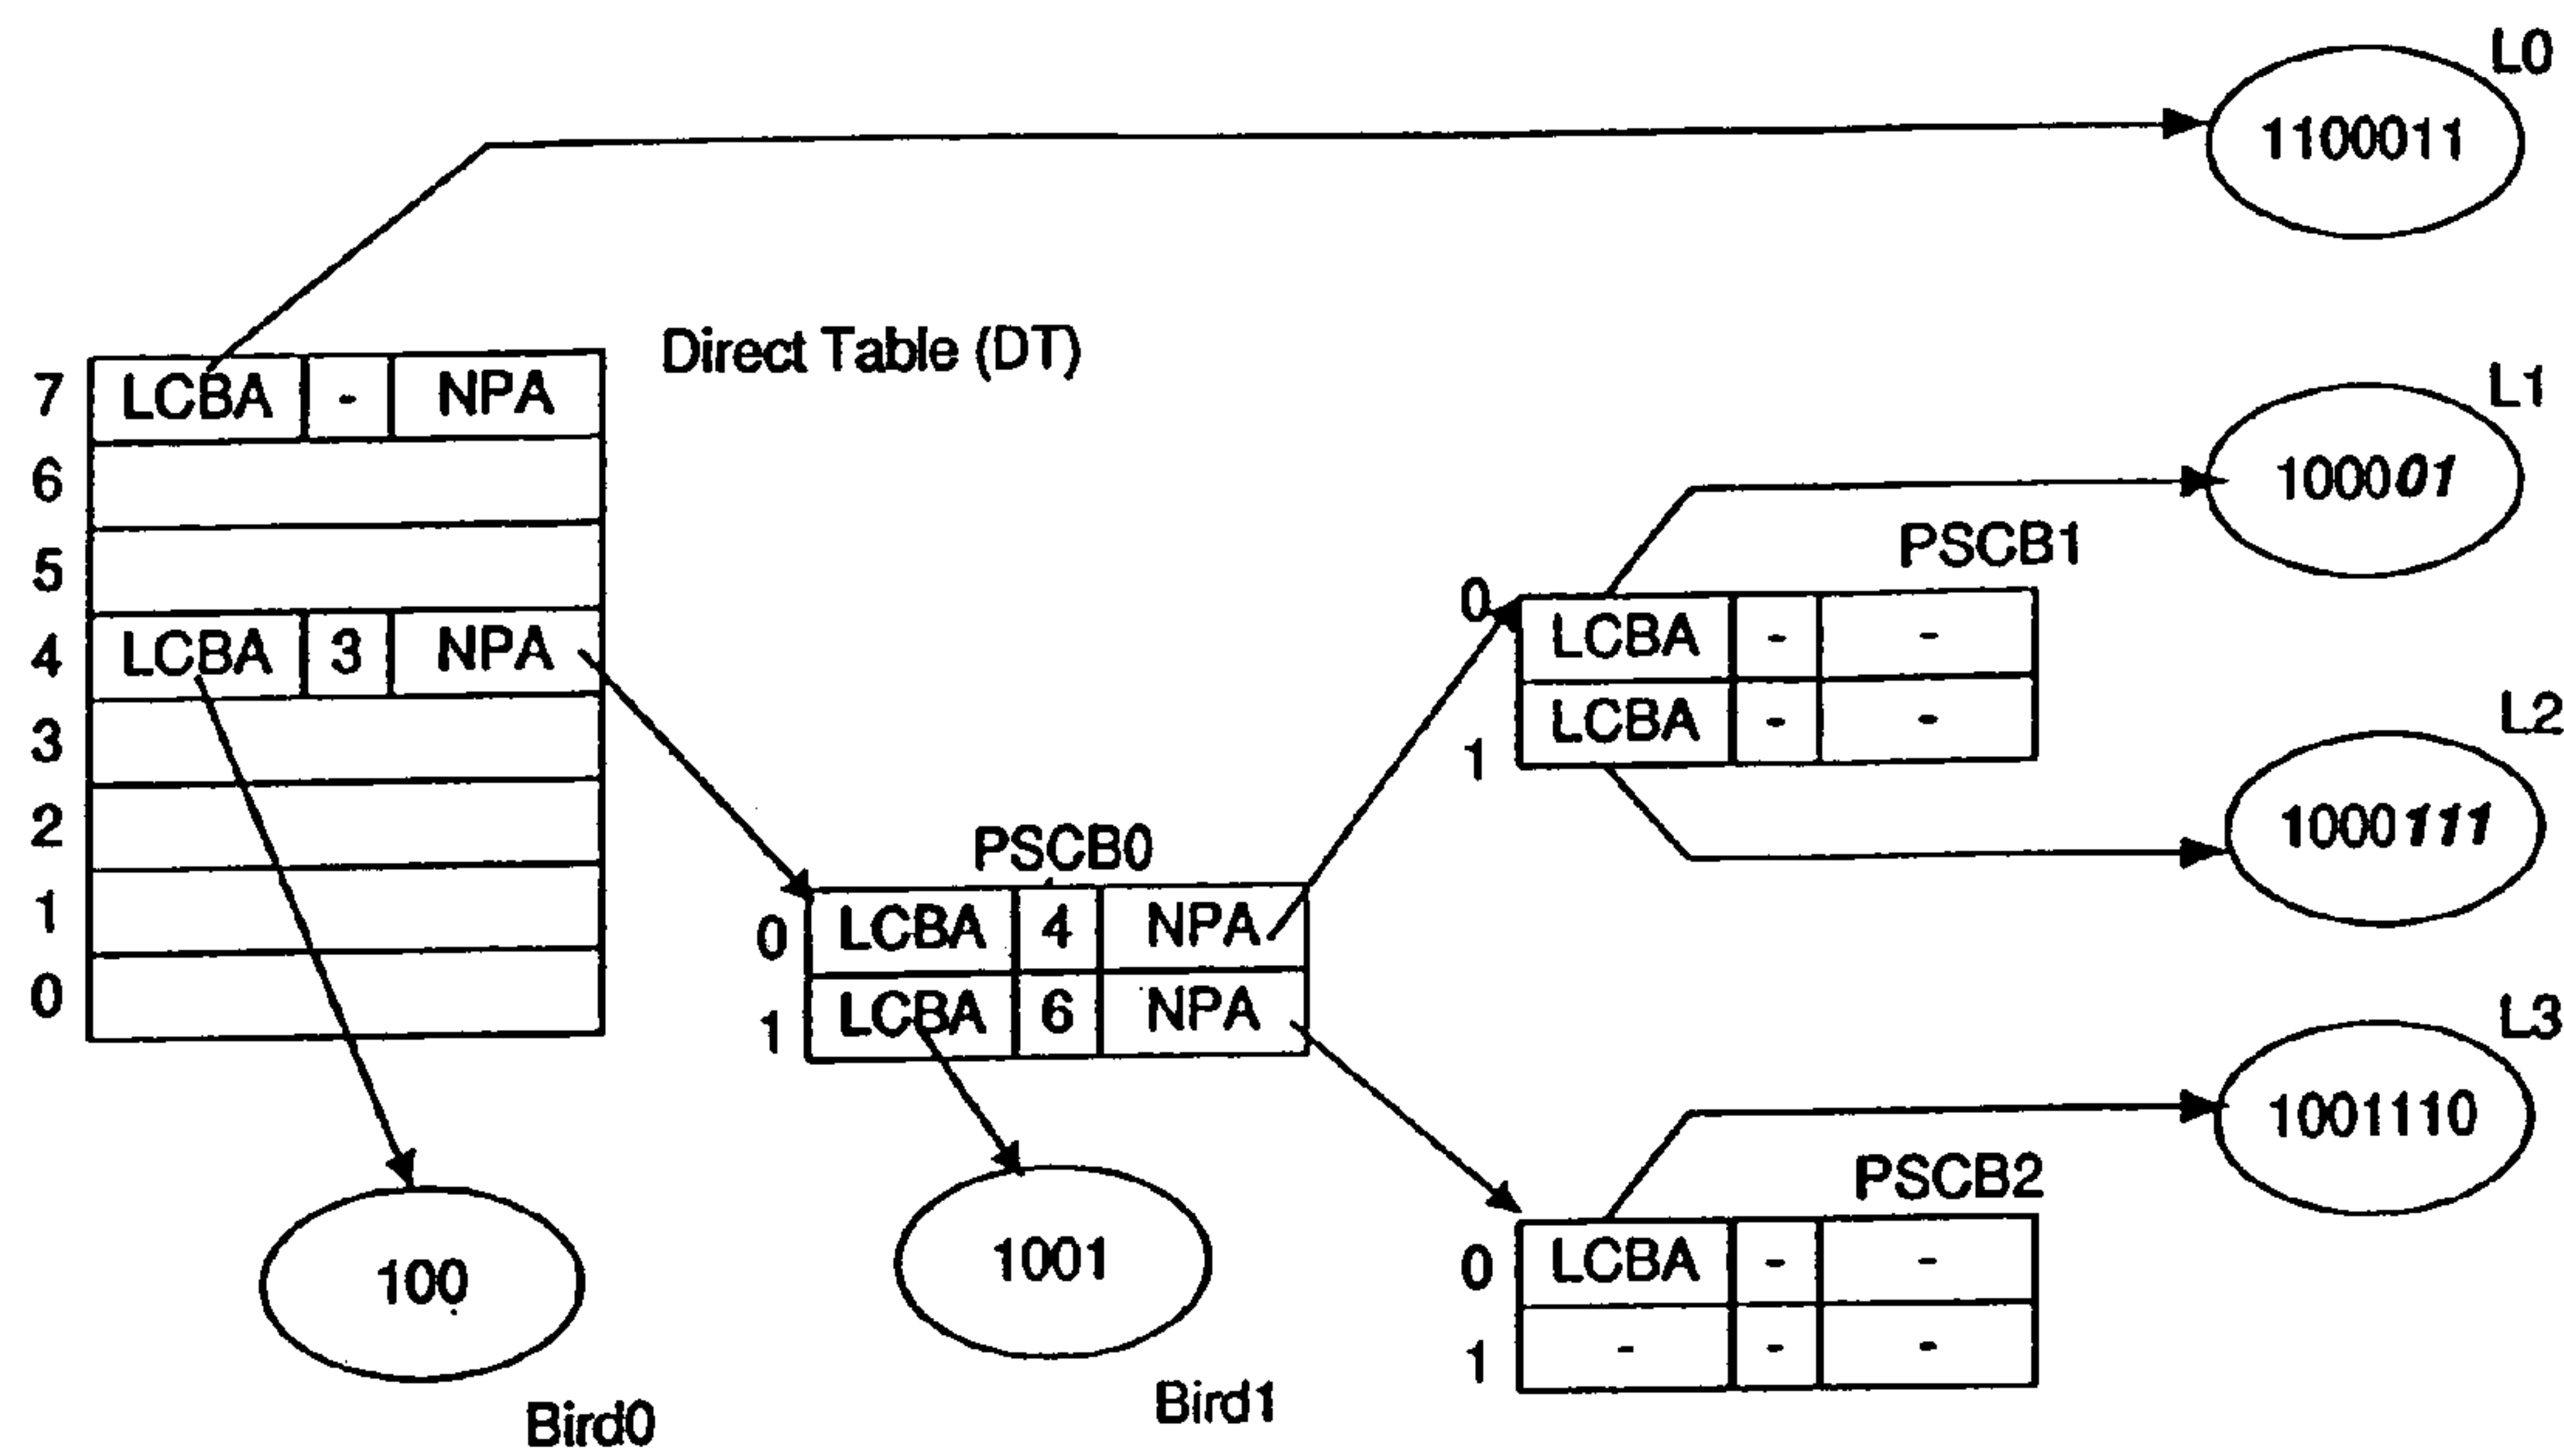 L0
1100011
Direct Table (DT)
7 LCBA - NPA
6
5
4 LCBA 3 NPA
3
2
1
0
100
Bird0
PSCB0
0 LCBA 4 NPA
1 LCBA 6 NPA
1001
Bird1
L1
100001
PSCB1
0 LCBA - -
1 LCBA - -
L2
1000111
L3
1001110
PSCB2
0 LCBA - -
1 - - -